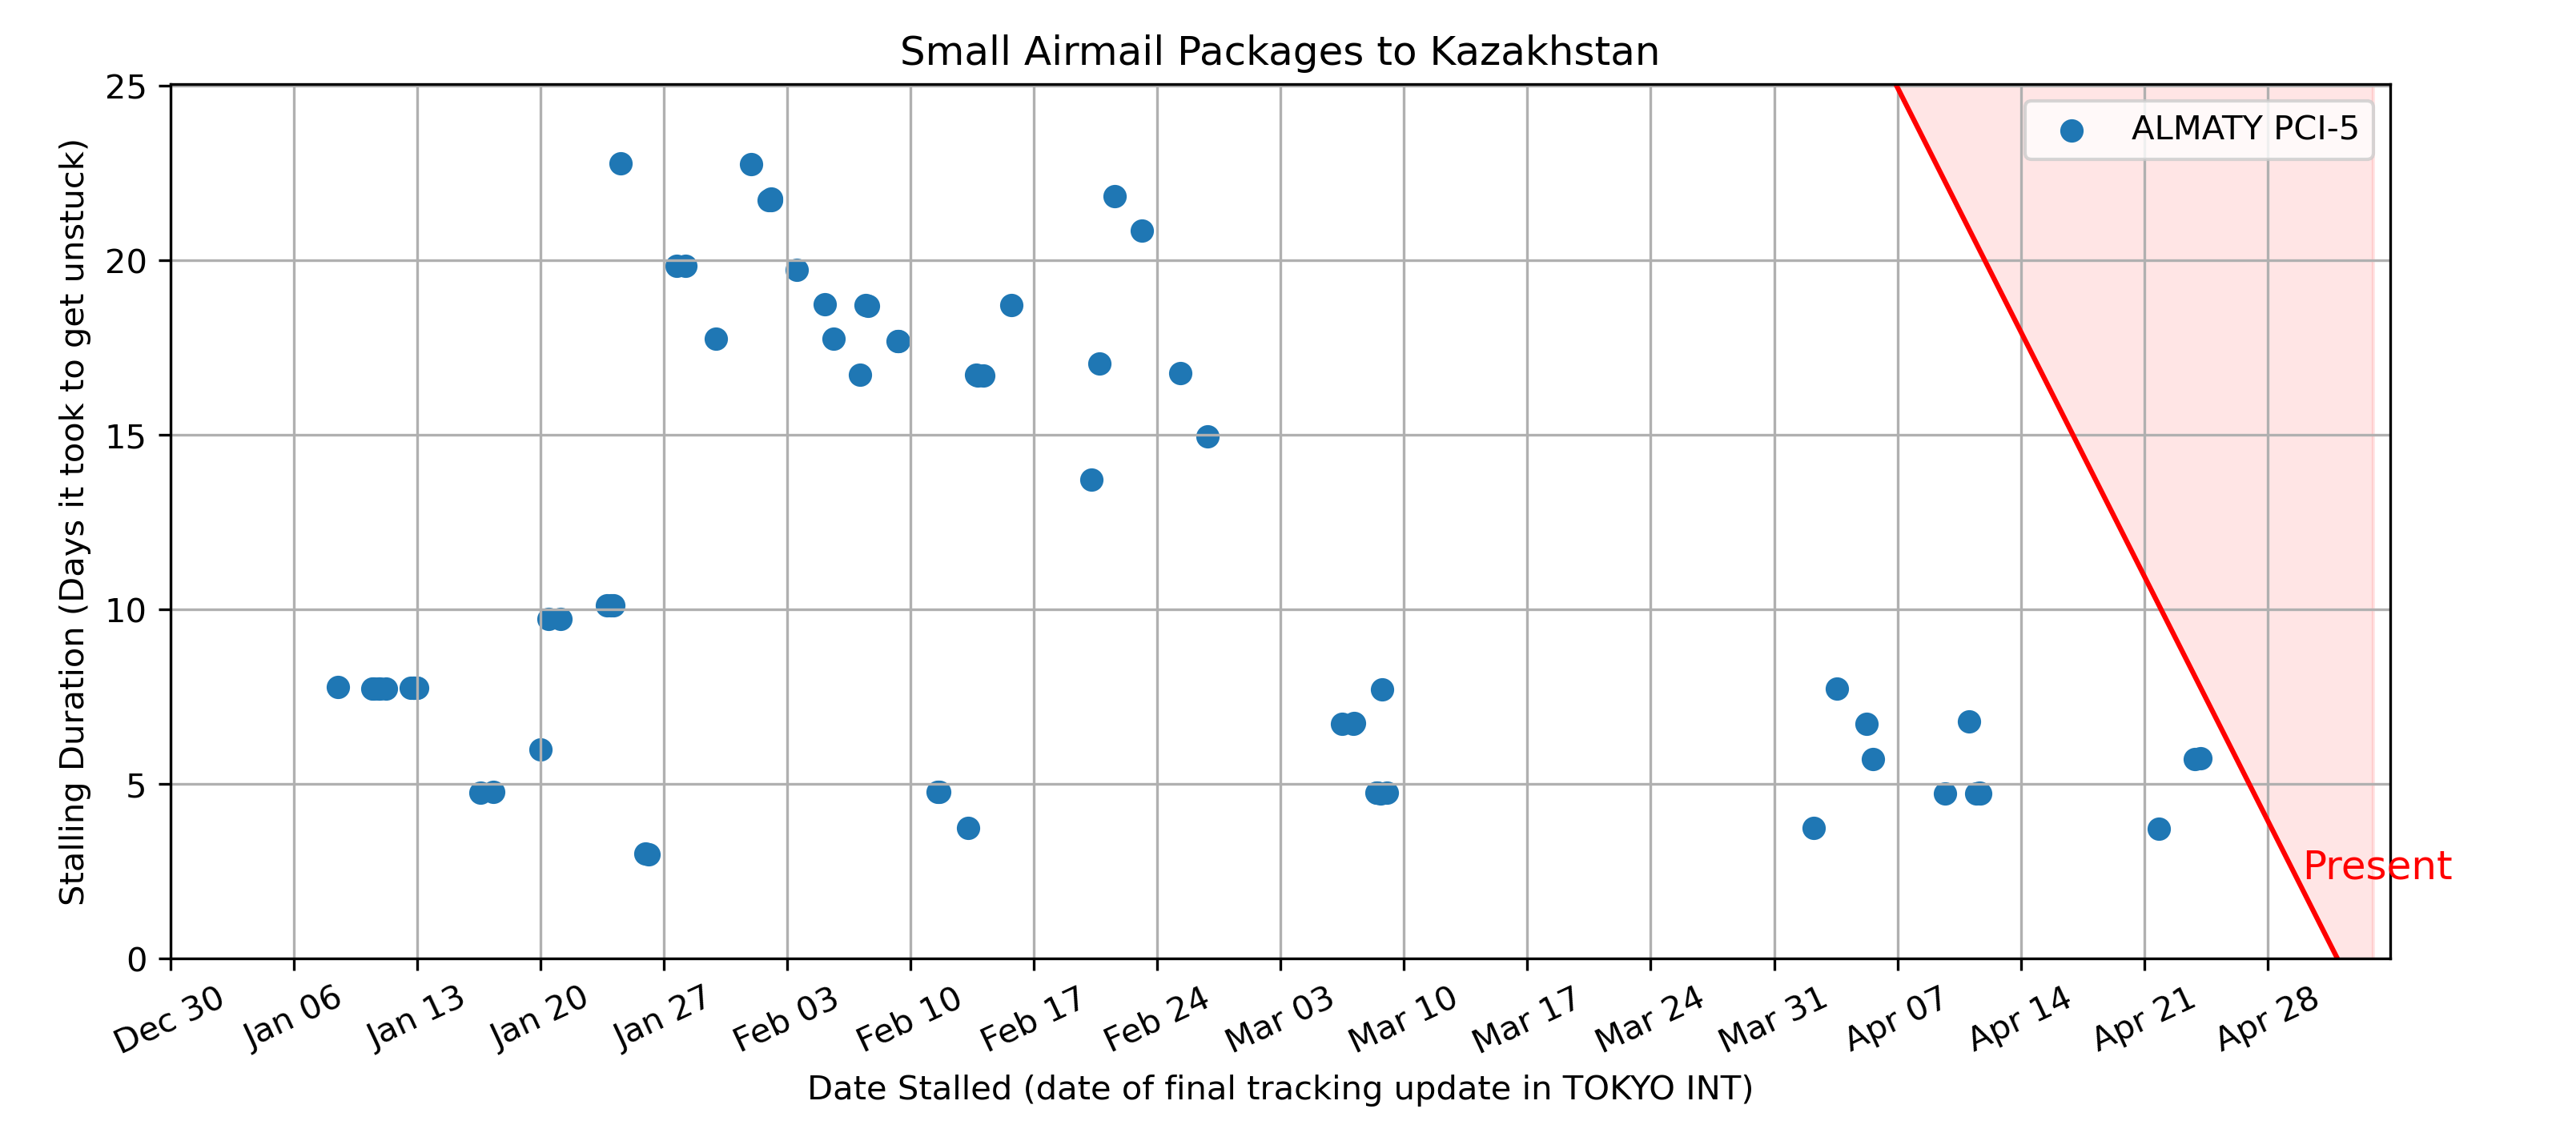 Small Airmail Packages to Kazakhstan
ALMATY PCI-5
Stalling Duration (Days it took to get unstuck)
25
20
15
10
5
0
Present
Dec 30 Jan 06 Jan 13 Jan 20 Jan 27 Feb 03 Feb 10 Feb 17 Feb 24 Mar 03 Mar 10 Mar 17 Mar 24 Mar 31 Apr 07 Apr 14 Apr 21 Apr 28
Date Stalled (date of final tracking update in TOKYO INT)